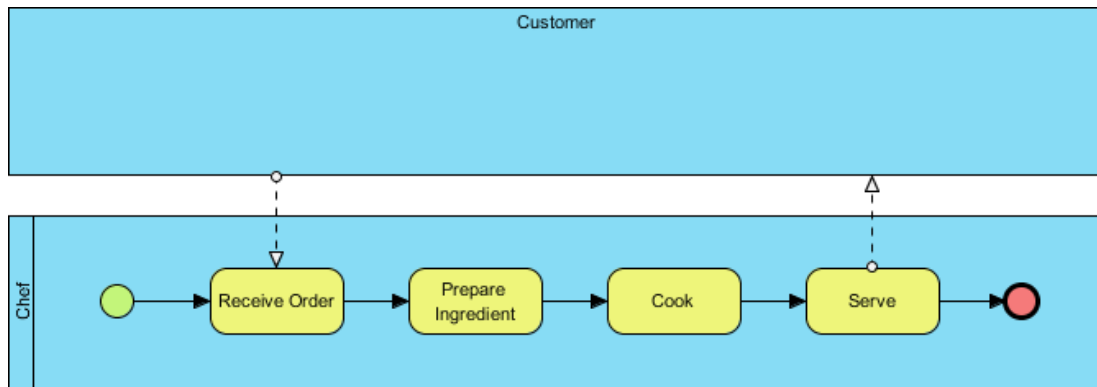 Customer
Chef
Receive Order
Prepare
Ingredient
Cook
Serve